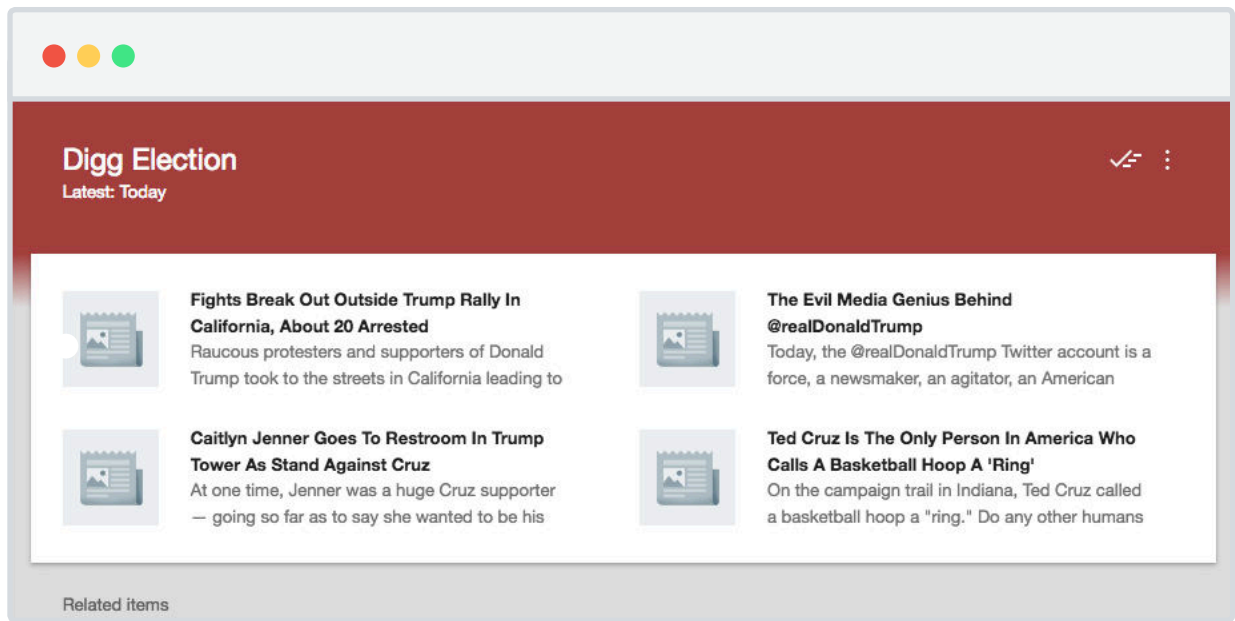 Digg Election
Latest: Today
Fights Break Out Outside Trump Rally In
California, About 20 Arrested
Raucous protesters and supporters of Donald
Trump took to the streets in California leading to
The Evil Media Genius Behind
@realDonaldTrump
Today, the @realDonaldTrump Twitter account is a
force, a newsmaker, an agitator, an American
Caitlyn Jenner Goes To Restroom In Trump
Tower As Stand Against Cruz
At one time, Jenner was a huge Cruz supporter
— going so far as to say she wanted to be his
Ted Cruz Is The Only Person In America Who
Calls A Basketball Hoop A 'Ring'
On the campaign trail in Indiana, Ted Cruz called
a basketball hoop a "ring." Do any other humans
Related items